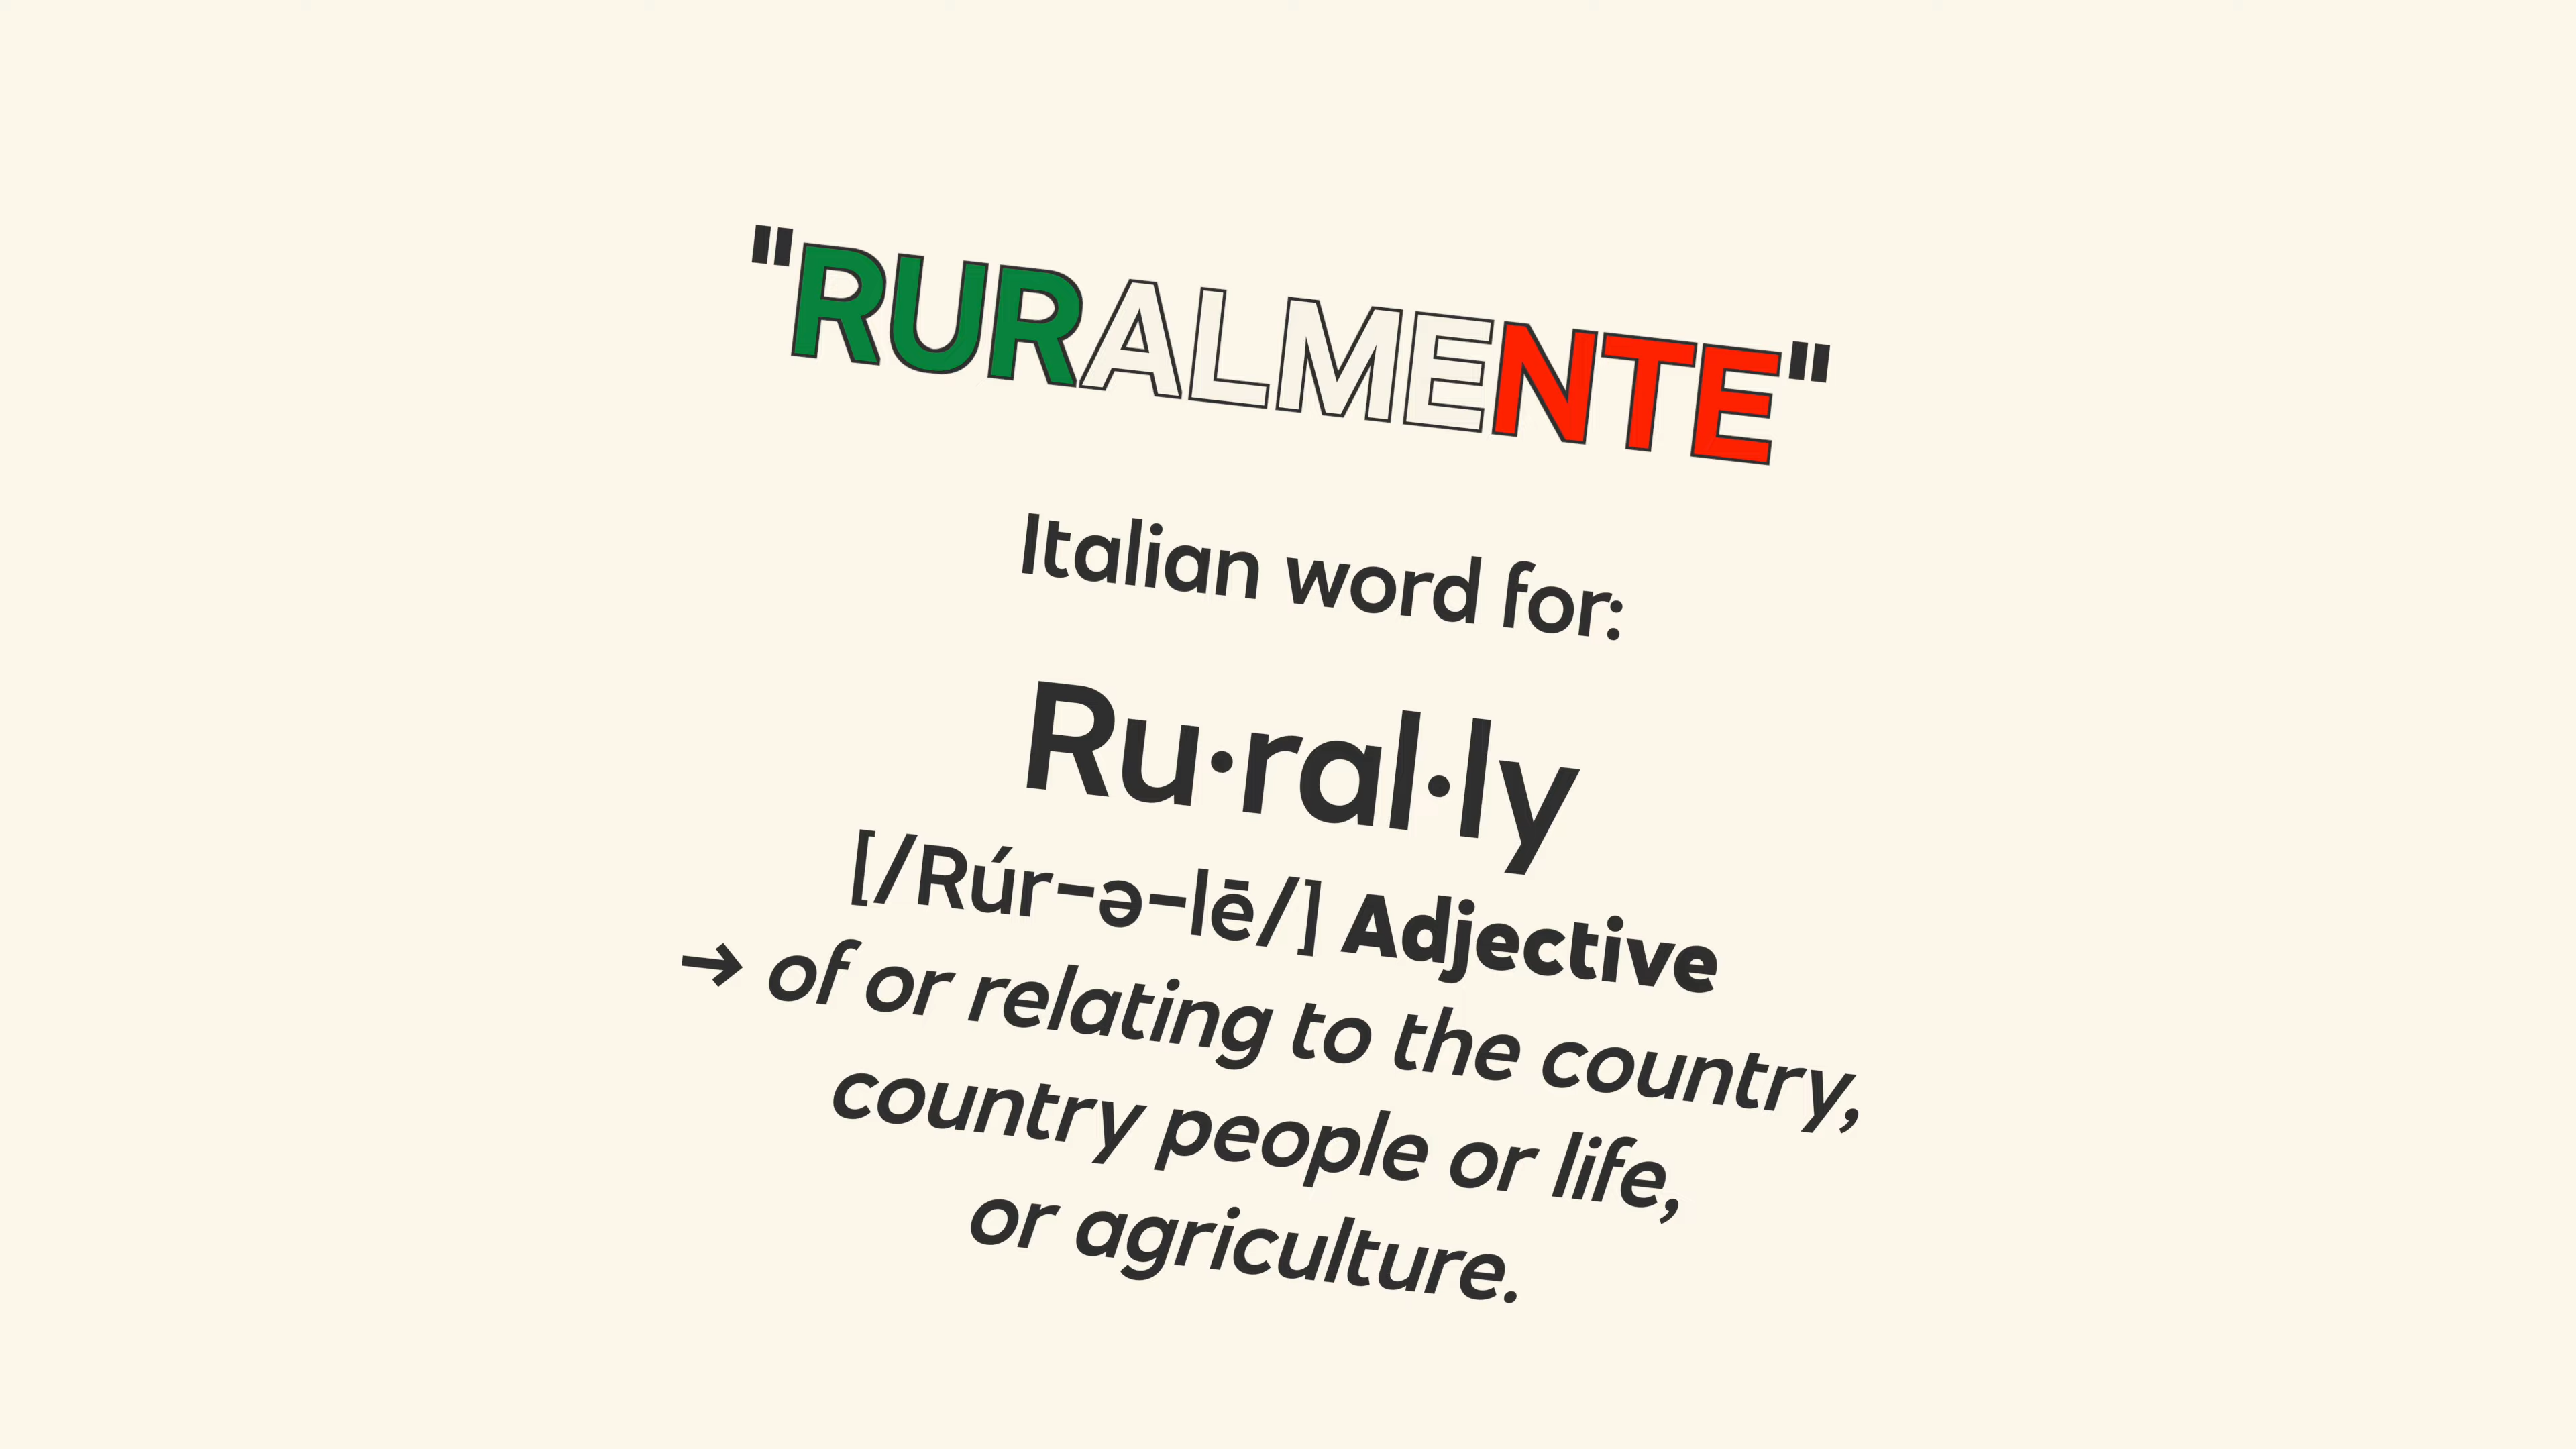 "RURALMENTE"
Italian word for:
Ru·ral·ly
[/Rúr-ə-lē/] Adjective
→ of or relating to the country,
country people or life,
or agriculture.